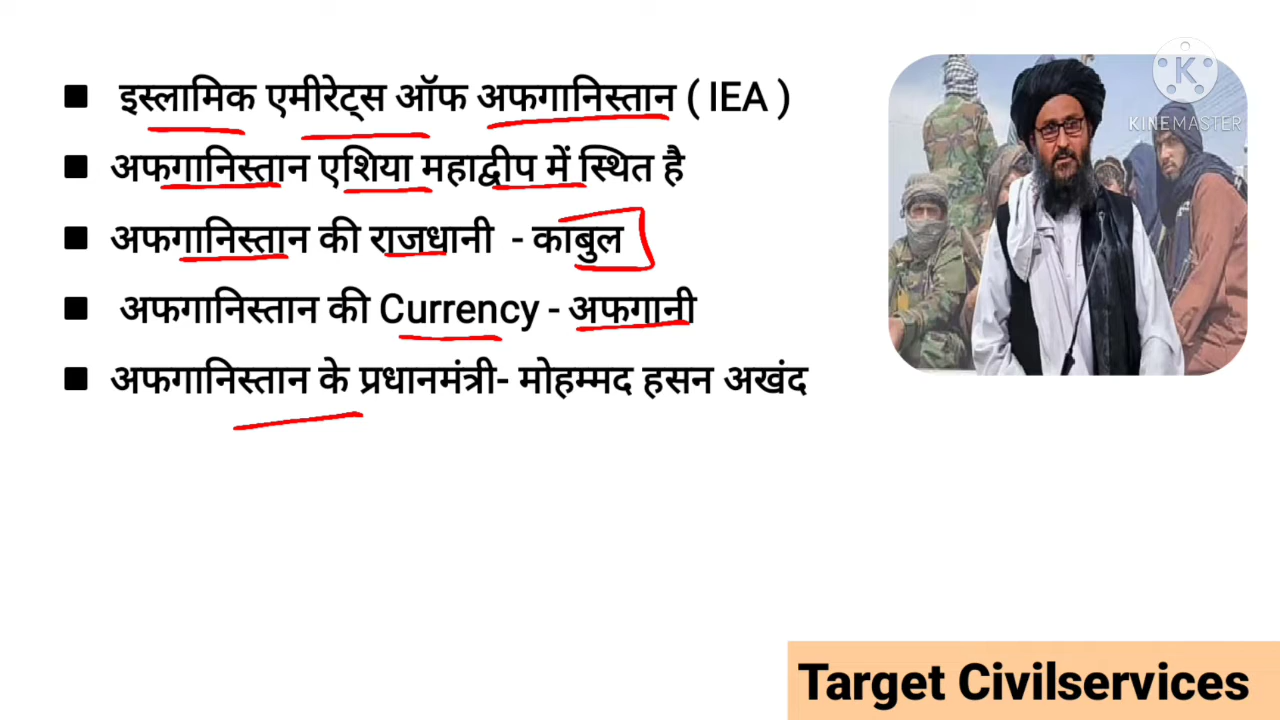 ■ इस्लामिक एमीरेट्स ऑफ अफगानिस्तान ( IEA )
■ अफगानिस्तान एशिया महाद्वीप में स्थित है
■ अफगानिस्तान की राजधानी - काबुल
■ अफगानिस्तान की Currency - अफगानी
■ अफगानिस्तान के प्रधानमंत्री- मोहम्मद हसन अखंद
K
KINEMASTER
Target Civilservices